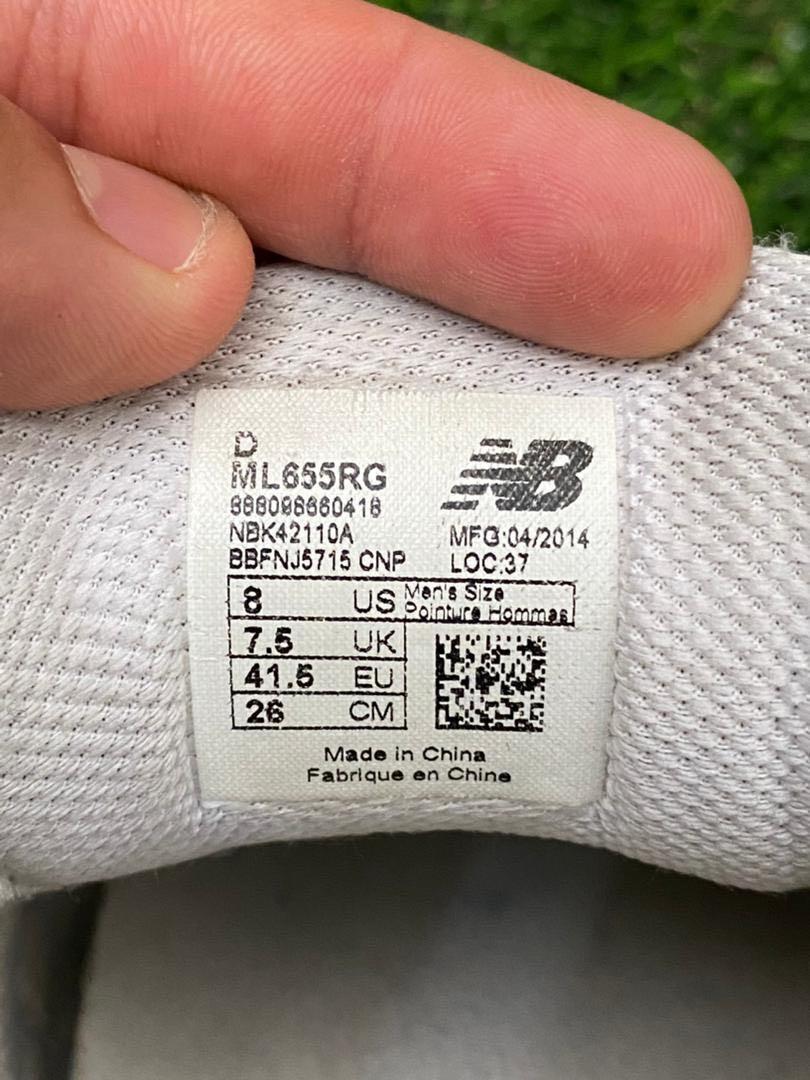 D
ML655RG
NB
888098660418
NBK42110A
MFG:04/2014
BBFNJ5715 CNP
LOC:37
8 US Men's Size
Pointure Hommes
7.5 UK
41.5 EU
26 CM
Made in China
Fabrique en Chine